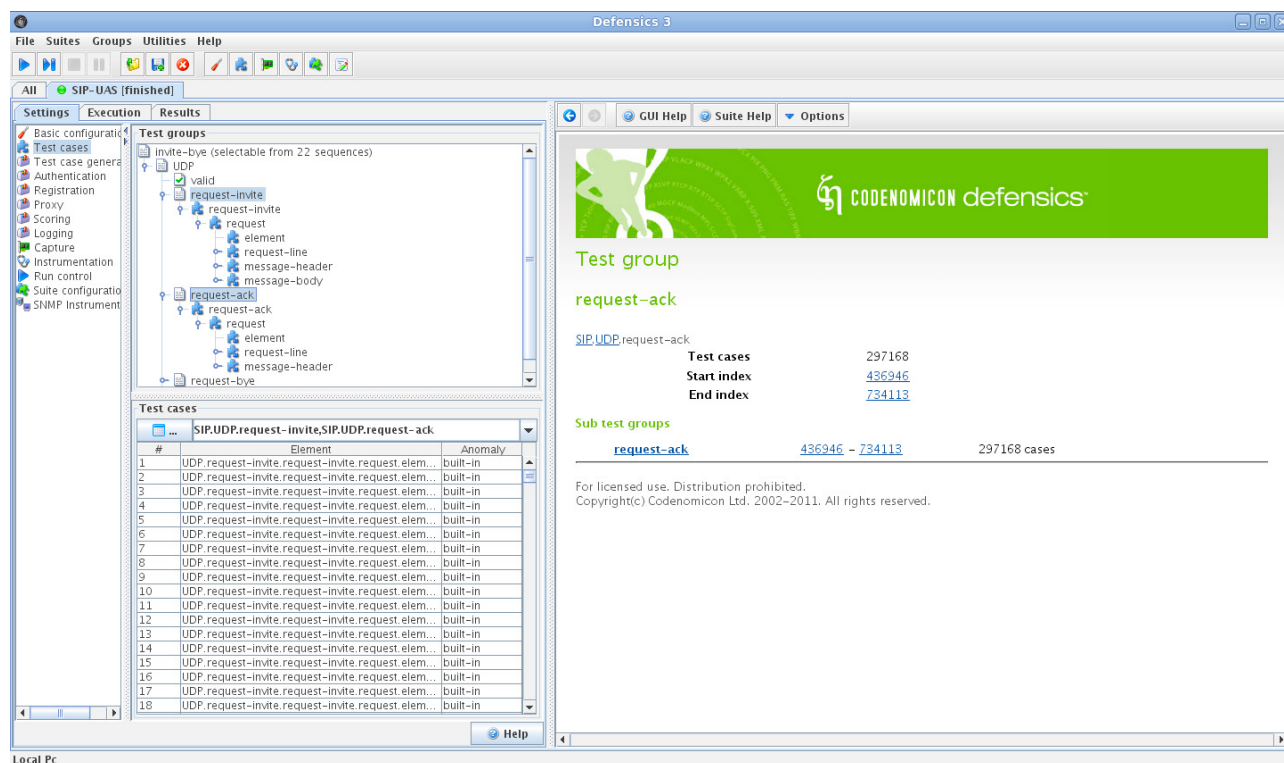 Defensics 3
File Suites Groups Utilities Help
All SIP-UAS [finished]
Settings Execution Results
Basic configuratio
Test cases
Test case genera
Authentication
Registration
Proxy
Scoring
Logging
Capture
Instrumentation
Run control
Suite configuratio
SNMP Instrument
Test groups
invite-bye (selectable from 22 sequences)
UDP
valid
request-invite
request-invite
request
element
request-line
message-header
message-body
request-ack
request-ack
request
element
request-line
message-header
request-bye
Test cases
... SIP.UDP.request-invite,SIP.UDP.request-ack
# Element Anomaly
1 UDP.request-invite.request-invite.request.elem... built-in
2 UDP.request-invite.request-invite.request.elem... built-in
3 UDP.request-invite.request-invite.request.elem... built-in
4 UDP.request-invite.request-invite.request.elem... built-in
5 UDP.request-invite.request-invite.request.elem... built-in
6 UDP.request-invite.request-invite.request.elem... built-in
7 UDP.request-invite.request-invite.request.elem... built-in
8 UDP.request-invite.request-invite.request.elem... built-in
9 UDP.request-invite.request-invite.request.elem... built-in
10 UDP.request-invite.request-invite.request.elem... built-in
11 UDP.request-invite.request-invite.request.elem... built-in
12 UDP.request-invite.request-invite.request.elem... built-in
13 UDP.request-invite.request-invite.request.elem... built-in
14 UDP.request-invite.request-invite.request.elem... built-in
15 UDP.request-invite.request-invite.request.elem... built-in
16 UDP.request-invite.request-invite.request.elem... built-in
17 UDP.request-invite.request-invite.request.elem... built-in
18 UDP.request-invite.request-invite.request.elem... built-in
Help
GUI Help Suite Help Options
CODENOMICON defensics™
Test group
request-ack
SIP.UDP.request-ack
Test cases 297168
Start index 436946
End index 734113
Sub test groups
request-ack 436946 - 734113 297168 cases
For licensed use. Distribution prohibited.
Copyright(c) Codenomicon Ltd. 2002-2011. All rights reserved.
Local Pc